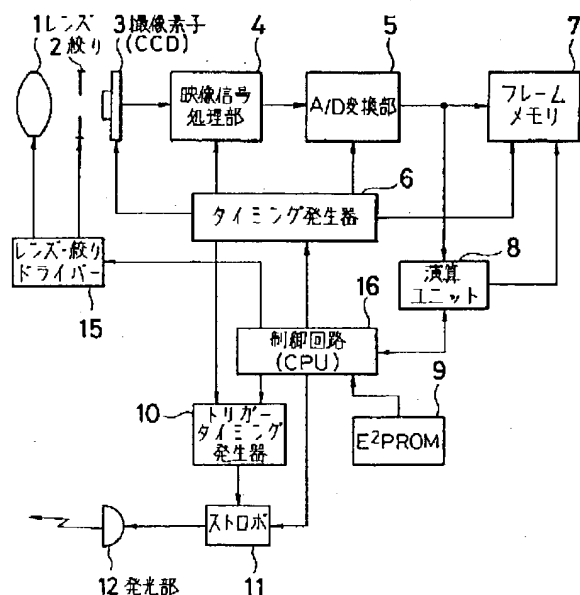 1 レンズ
2 絞り
3 撮像素子
(CCD)
4
5
7
映像信号
処理部
A/D変換部
フレーム
メモリ
6
タイミング発生器
8
演算
ユニット
レンズ・絞り
ドライバー
15
16
制御回路
(CPU)
10
トリガー
タイミング
発生器
9
E²PROM
ストロボ
12 発光部
11